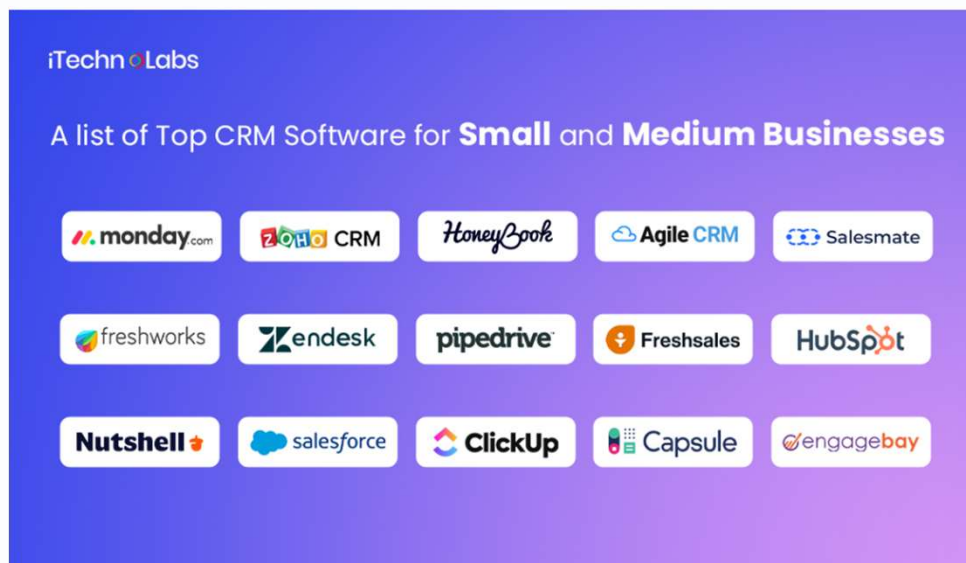 iTechnoLabs
A list of Top CRM Software for Small and Medium Businesses
monday.com
ZOHO CRM
HoneyBook
Agile CRM
Salesmate
freshworks
Zendesk
pipedrive
Freshsales
HubSpot
Nutshell
salesforce
ClickUp
Capsule
engagebay